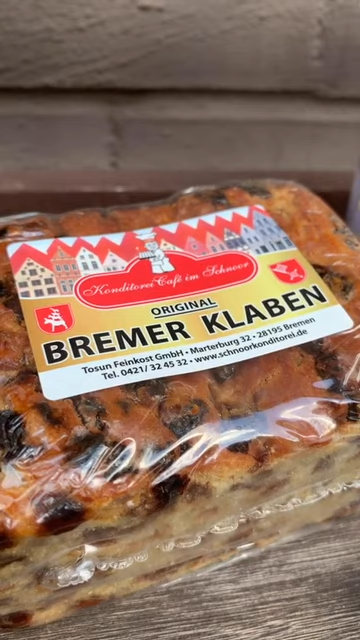 Konditorei Café im Schnoor
ORIGINAL
BREMER KLABEN
Tosun Feinkost GmbH • Marterburg 32 • 28195 Bremen
Tel. 0421/ 32 45 32 • www.schnoorkonditorei.de